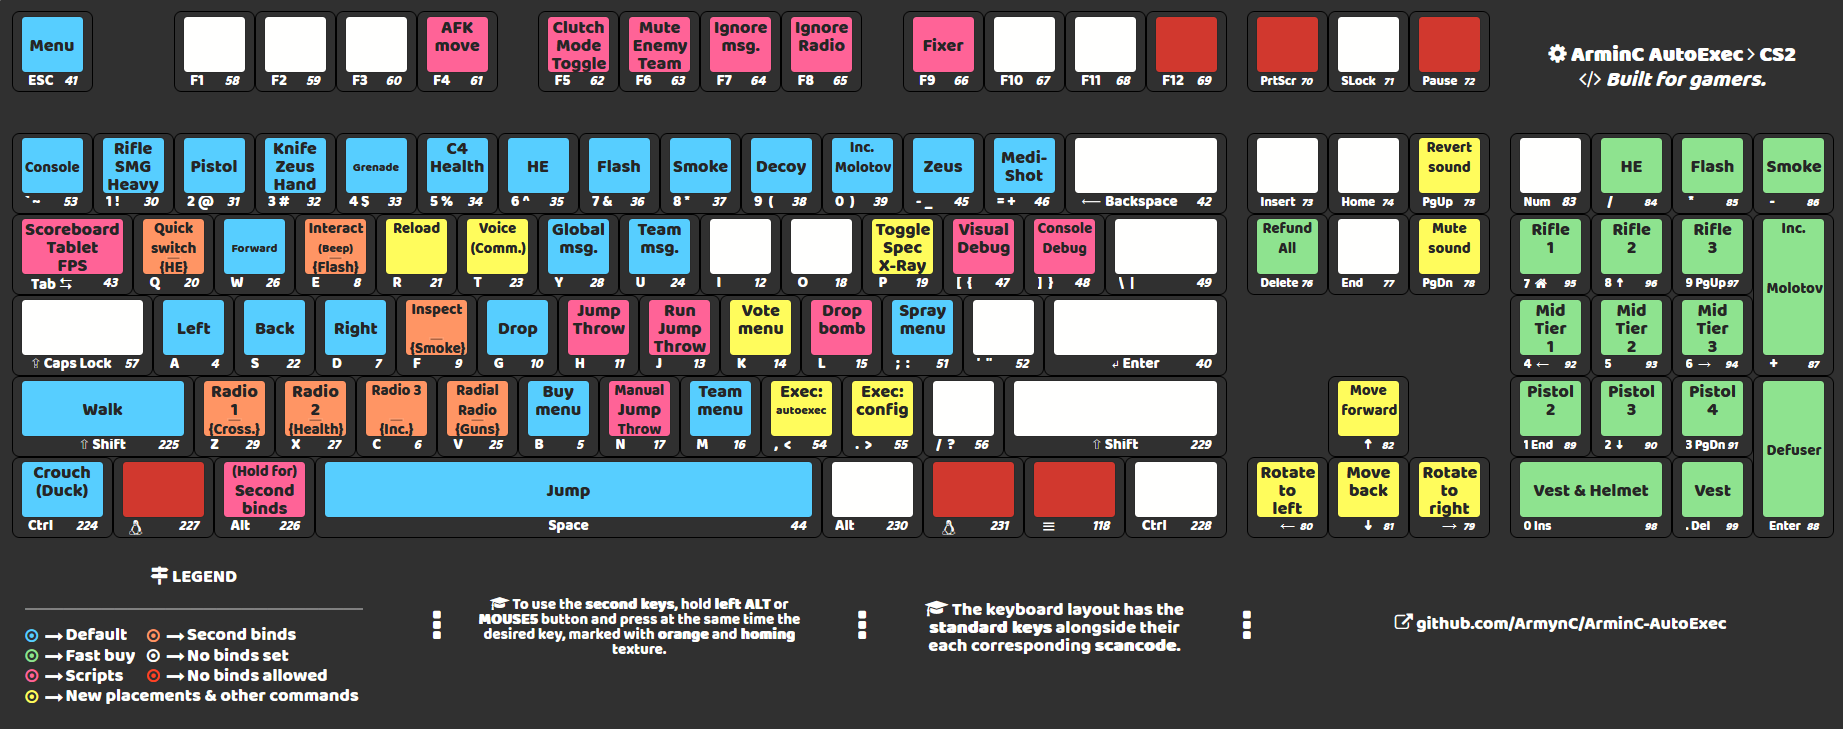 Menu
ESC 41
F1 58
F2 59
F3 60
AFK
move
F4 61
Clutch
Mode
Toggle
F5 62
Mute
Enemy
Team
F6 63
Ignore
msg.
F7 64
Ignore
Radio
F8 65
Fixer
F9 66
F10 67
F11 68
F12 69
PrtScr 70
SLock 71
Pause 72
ArminC AutoExec > CS2
</> Built for gamers.
Console
` ~ 53
Rifle
SMG
Heavy
1 ! 30
Pistol
2 @ 31
Knife
Zeus
Hand
3 # 32
Grenade
4 $ 33
C4
Health
5 % 34
HE
6 ^ 35
Flash
7 & 36
Smoke
8 * 37
Decoy
9 ( 38
Inc.
Molotov
0 ) 39
Zeus
- _ 45
Medi-
Shot
= + 46
⟵ Backspace 42
Insert 73
Home 74
Revert
sound
PgUp 75
Num 83
HE
/ 84
Flash
* 85
Smoke
- 86
Scoreboard
Tablet
FPS
Tab ⇆ 43
Quick
switch
{HE}
Q 20
Forward
W 26
Interact
(Beep)
{Flash}
E 8
Reload
R 21
Voice
(Comm.)
T 23
Global
msg.
Y 28
Team
msg.
U 24
I 12
O 18
Toggle
Spec
X-Ray
P 19
Visual
Debug
[ { 47
Console
Debug
] } 48
\ | 49
Refund
All
Delete 76
End 77
Mute
sound
PgDn 78
Rifle
1
7 95
Rifle
2
8 ↑ 96
Rifle
3
9 PgUp 97
Inc.
Molotov
+ 87
⇧ Caps Lock 57
Left
A 4
Back
S 22
Right
D 7
Inspect
{Smoke}
F 9
Drop
G 10
Jump
Throw
H 11
Run
Jump
Throw
J 13
Vote
menu
K 14
Drop
bomb
L 15
Spray
menu
; : 51
' " 52
↲ Enter 40
Mid
Tier
1
4 ← 92
Mid
Tier
2
5 93
Mid
Tier
3
6 → 94
Walk
⇧ Shift 225
Radio
1
{Cross.}
Z 29
Radio
2
{Health}
X 27
Radio 3
{Inc.}
C 6
Radial
Radio
{Guns}
V 25
Buy
menu
B 5
Manual
Jump
Throw
N 17
Team
menu
M 16
Exec:
autoexec
, < 54
Exec:
config
. > 55
/ ? 56
⇧ Shift 229
Move
forward
↑ 82
Pistol
2
1 End 89
Pistol
3
2 ↓ 90
Pistol
4
3 PgDn 91
Defuser
Enter 88
Crouch
(Duck)
Ctrl 224
227
(Hold for)
Second
binds
Alt 226
Jump
Space 44
Alt 230
231
≡ 118
Ctrl 228
Rotate
to
left
← 80
Move
back
↓ 81
Rotate
to
right
→ 79
Vest & Helmet
0 Ins 98
Vest
. Del 99
LEGEND
→ Default
→ Second binds
→ Fast buy
→ No binds set
→ Scripts
→ No binds allowed
→ New placements & other commands
To use the second keys, hold left ALT or
MOUSE5 button and press at the same time the
desired key, marked with orange and homing
texture.
The keyboard layout has the
standard keys alongside their
each corresponding scancode.
github.com/ArmynC/ArminC-AutoExec